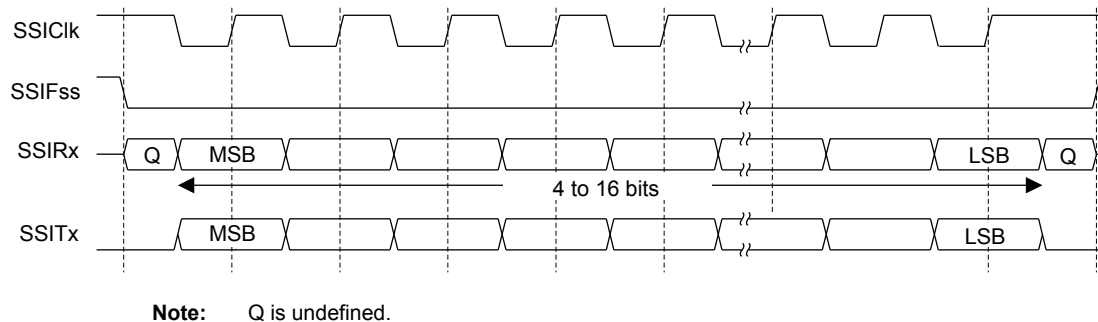 SSIClk
SSIFss
SSIRx Q MSB LSB Q
4 to 16 bits
SSITx MSB LSB
Note: Q is undefined.